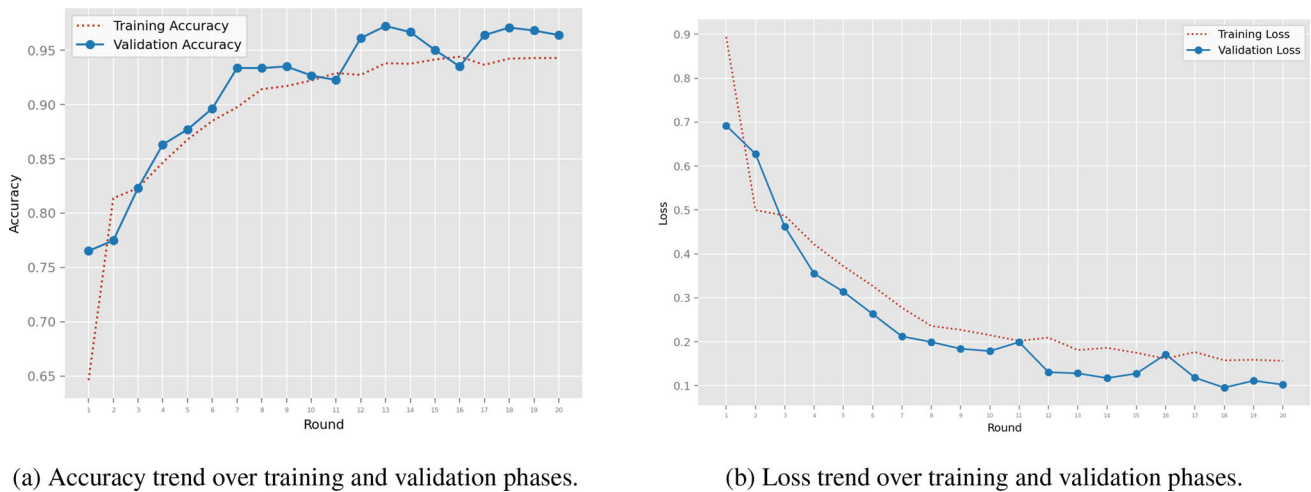 Training Accuracy
Validation Accuracy
0.95
0.90
0.85
0.80
0.75
0.70
0.65
Accuracy
1 2 3 4 5 6 7 8 9 10 11 12 13 14 15 16 17 18 19 20
Round
(a) Accuracy trend over training and validation phases.
Training Loss
Validation Loss
0.9
0.8
0.7
0.6
0.5
0.4
0.3
0.2
0.1
Loss
1 2 3 4 5 6 7 8 9 10 11 12 13 14 15 16 17 18 19 20
Round
(b) Loss trend over training and validation phases.